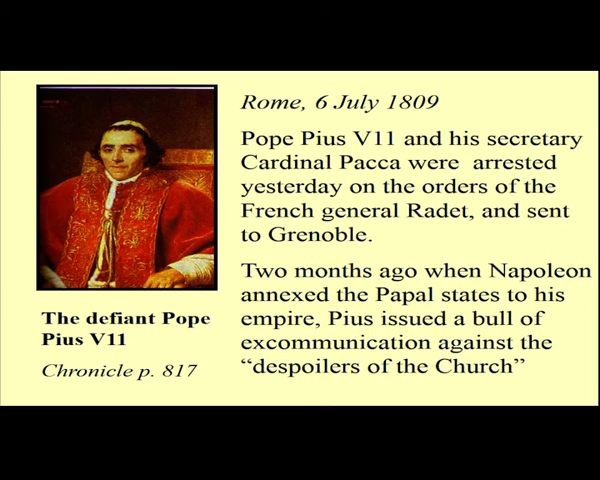 Rome, 6 July 1809
Pope Pius V11 and his secretary
Cardinal Pacca were arrested
yesterday on the orders of the
French general Radet, and sent
to Grenoble.
Two months ago when Napoleon
annexed the Papal states to his
empire, Pius issued a bull of
excommunication against the
“despoilers of the Church”
The defiant Pope
Pius V11
Chronicle p. 817